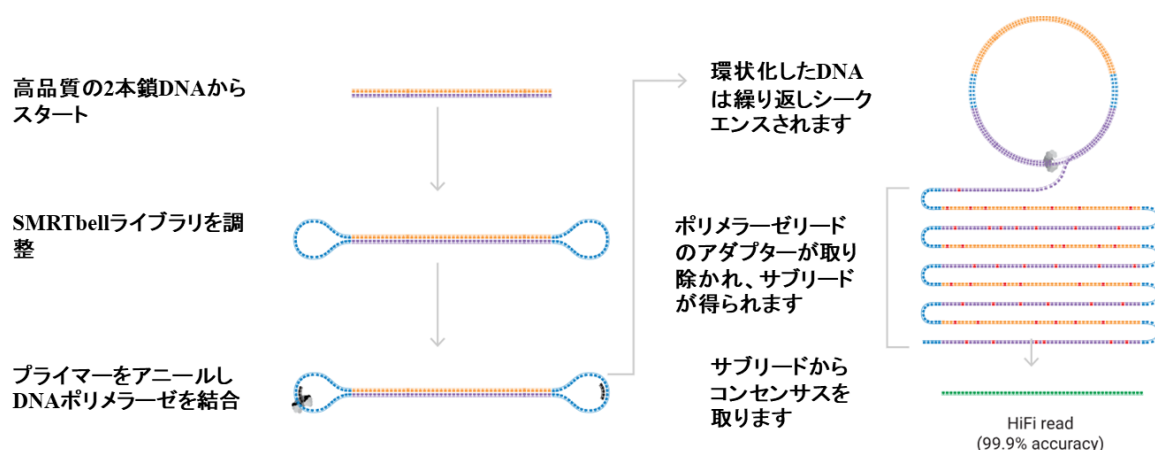 高品質の2本鎖DNAから
スタート
SMRTbellライブラリを調
整
プライマーをアニールし
DNAポリメラーゼを結合
環状化したDNA
は繰り返しシーク
エンスされます
ポリメラーゼリード
のアダプターが取り
除かれ、サブリード
が得られます
サブリードから
コンセンサスを
取ります
HiFi read
(99.9% accuracy)